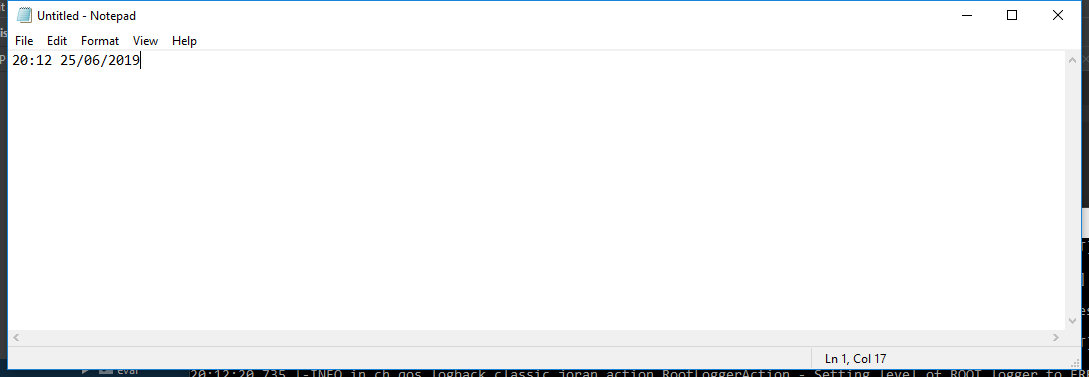 Untitled - Notepad
File Edit Format View Help
20:12 25/06/2019
Ln 1, Col 17
eval
20:12:20,735 |-INFO in ch.qos.logback.classic.joran.action.RootLoggerAction - Setting level of ROOT logger to